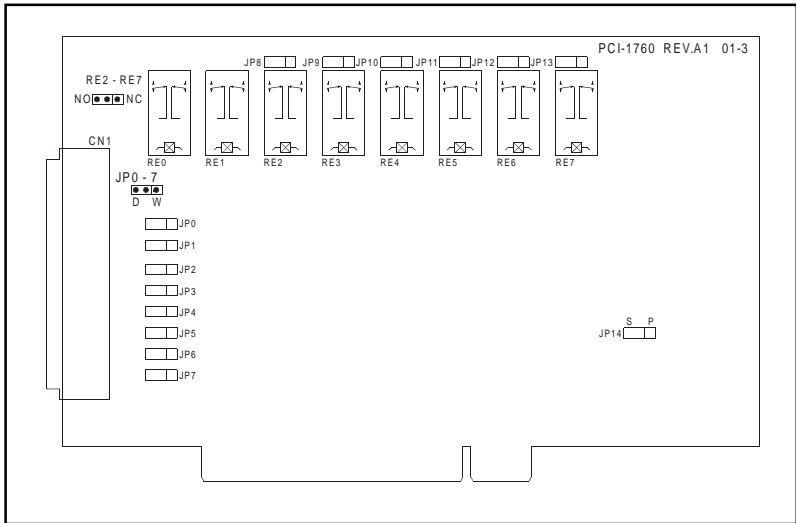 PCI-1760 REV.A1 01-3
JP8 JP9 JP10 JP11 JP12 JP13
RE2 - RE7
NO NC
CN1
RE0 RE1 RE2 RE3 RE4 RE5 RE6 RE7
JP0 - 7
D W
JP0
JP1
JP2
JP3
JP4
JP5
JP6
JP7
S P
JP14